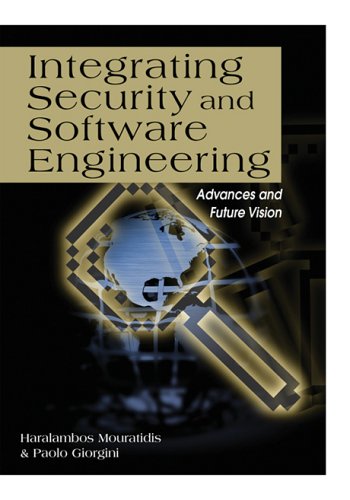 Integrating
Security and
Software
Engineering
Advances and
Future Vision
Haralambos Mouratidis
& Paolo Giorgini